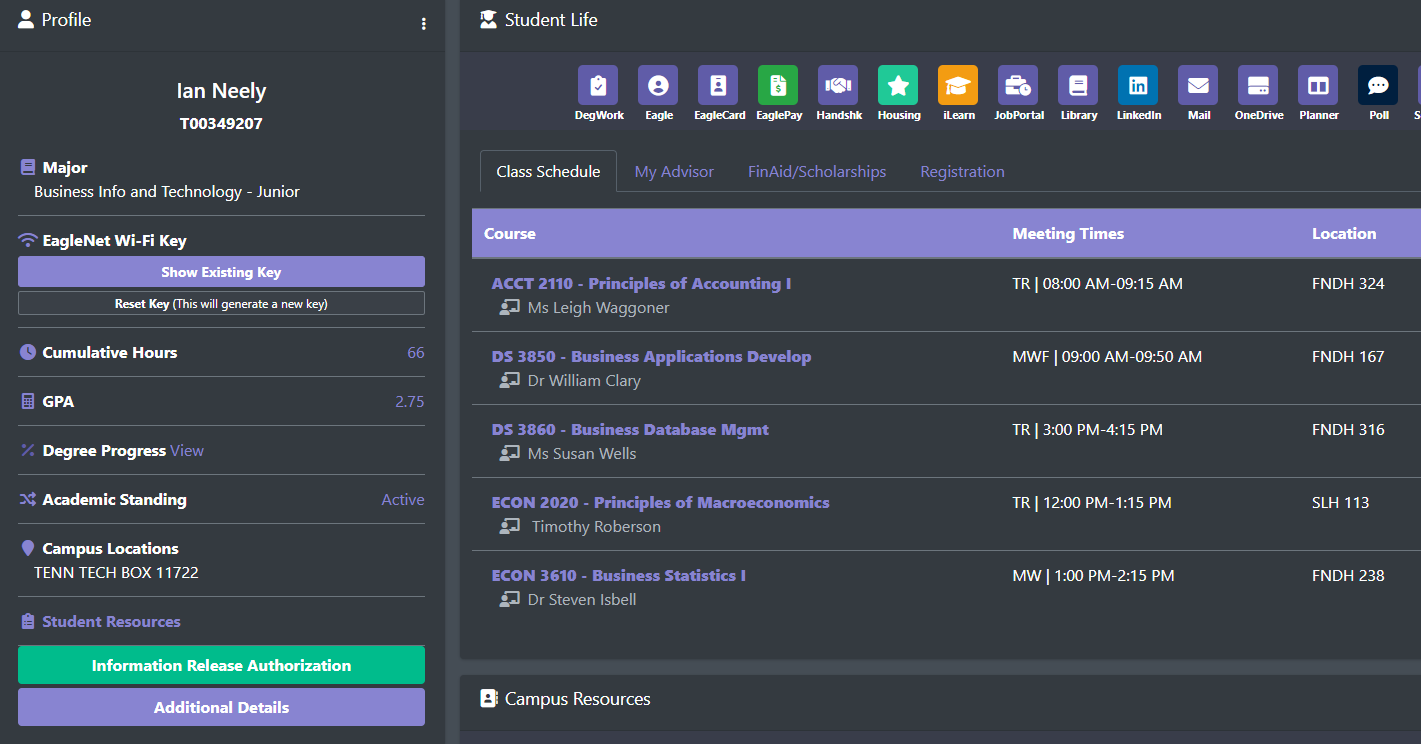 Profile
Ian Neely
T00349207
Major
Business Info and Technology - Junior
EagleNet Wi-Fi Key
Show Existing Key
Reset Key (This will generate a new key)
Cumulative Hours 66
GPA 2.75
Degree Progress View
Academic Standing Active
Campus Locations
TENN TECH BOX 11722
Student Resources
Information Release Authorization
Additional Details
Student Life
DegWork Eagle EagleCard EaglePay Handshk Housing iLearn JobPortal Library LinkedIn Mail OneDrive Planner Poll
Class Schedule My Advisor FinAid/Scholarships Registration
Course Meeting Times Location
ACCT 2110 - Principles of Accounting I TR | 08:00 AM-09:15 AM FNDH 324
Ms Leigh Waggoner
DS 3850 - Business Applications Develop MWF | 09:00 AM-09:50 AM FNDH 167
Dr William Clary
DS 3860 - Business Database Mgmt TR | 3:00 PM-4:15 PM FNDH 316
Ms Susan Wells
ECON 2020 - Principles of Macroeconomics TR | 12:00 PM-1:15 PM SLH 113
Timothy Roberson
ECON 3610 - Business Statistics I MW | 1:00 PM-2:15 PM FNDH 238
Dr Steven Isbell
Campus Resources